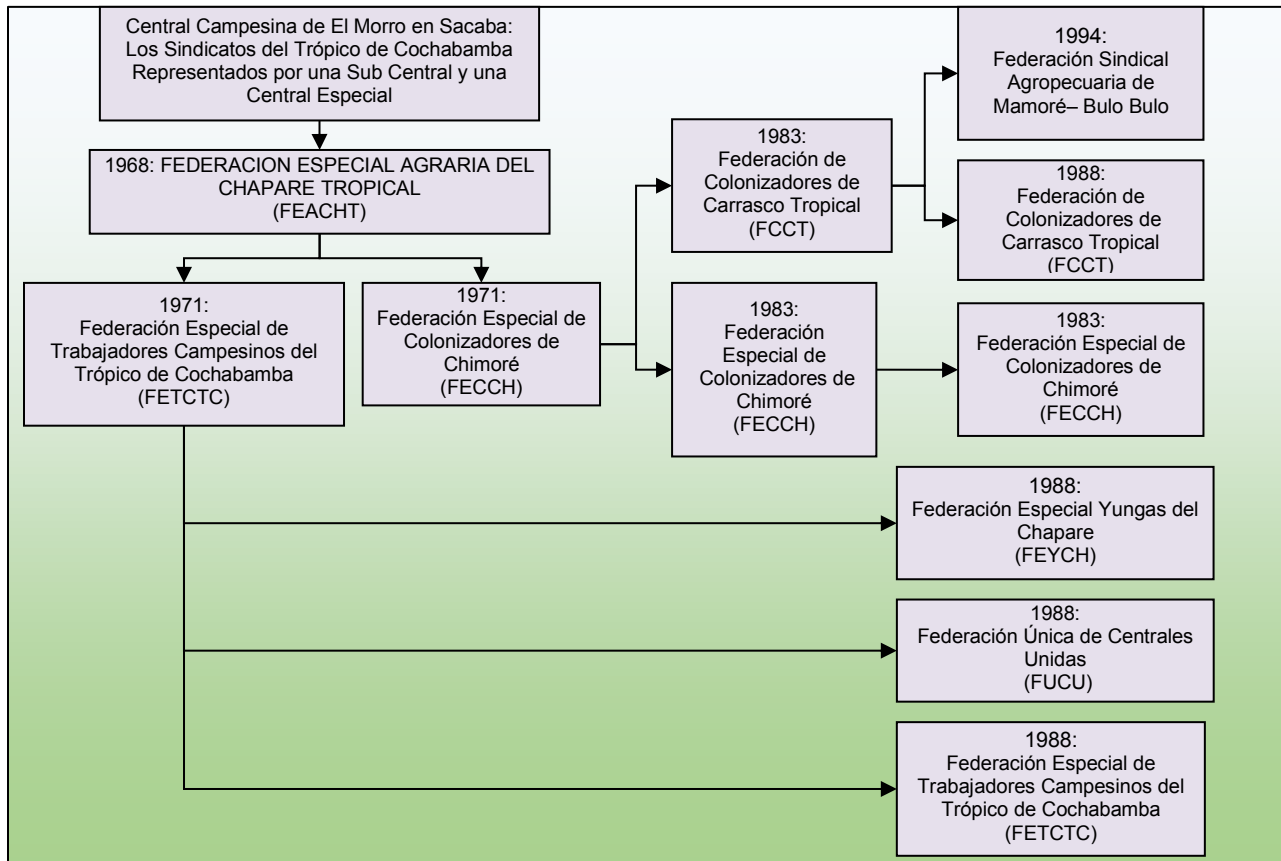 Central Campesina de El Morro en Sacaba:
Los Sindicatos del Trópico de Cochabamba
Representados por una Sub Central y una
Central Especial
1968: FEDERACION ESPECIAL AGRARIA DEL
CHAPARE TROPICAL
(FEACHT)
1971:
Federación Especial de
Trabajadores Campesinos del
Trópico de Cochabamba
(FETCTC)
1971:
Federación Especial de
Colonizadores de
Chimoré
(FECCH)
1983:
Federación de
Colonizadores de
Carrasco Tropical
(FCCT)
1983:
Federación
Especial de
Colonizadores de
Chimoré
(FECCH)
1994:
Federación Sindical
Agropecuaria de
Mamoré– Bulo Bulo
1988:
Federación de
Colonizadores de
Carrasco Tropical
(FCCT)
1983:
Federación Especial de
Colonizadores de
Chimoré
(FECCH)
1988:
Federación Especial Yungas del
Chapare
(FEYCH)
1988:
Federación Única de Centrales
Unidas
(FUCU)
1988:
Federación Especial de
Trabajadores Campesinos del
Trópico de Cochabamba
(FETCTC)